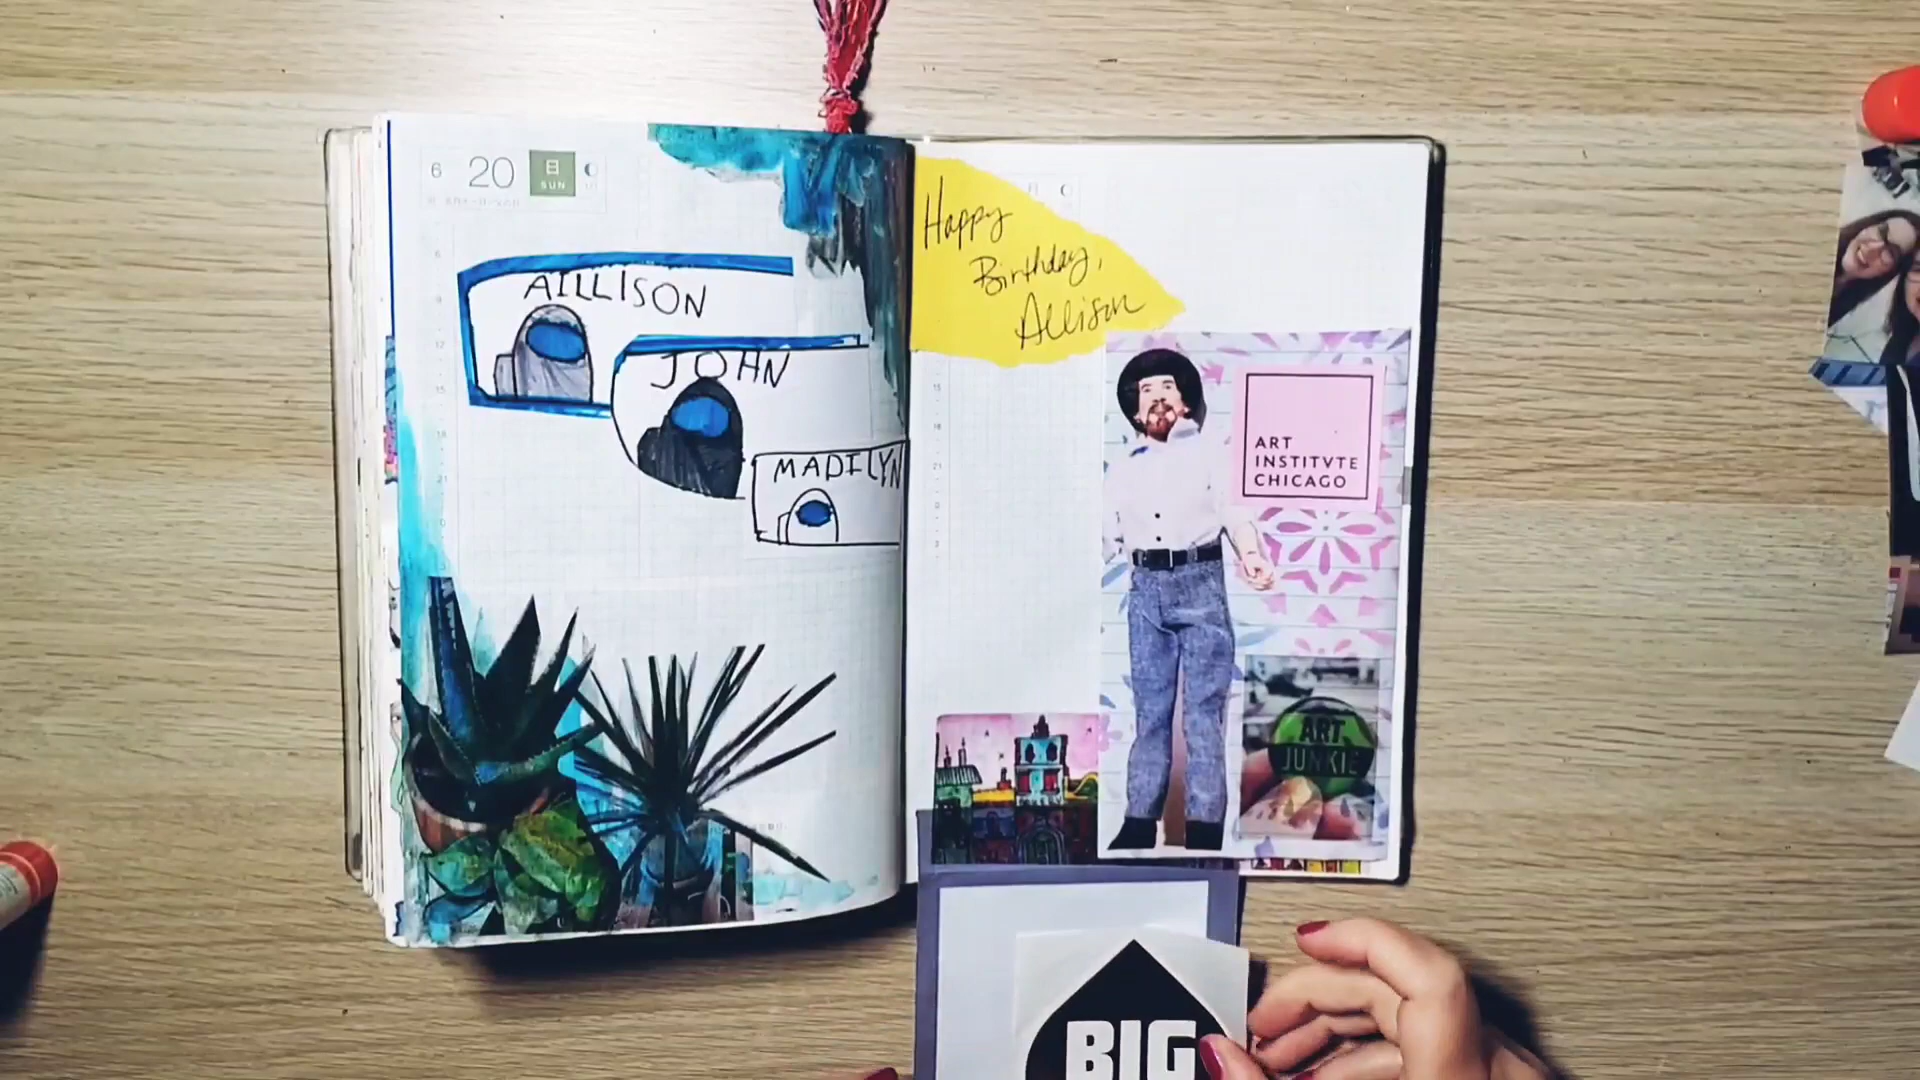 6 20 日
SUN
AILLISON
JOHN
MADILYN
Happy
Birthday,
Allison
ART
INSTITVTE
CHICAGO
ART
JUNKIE
BIG